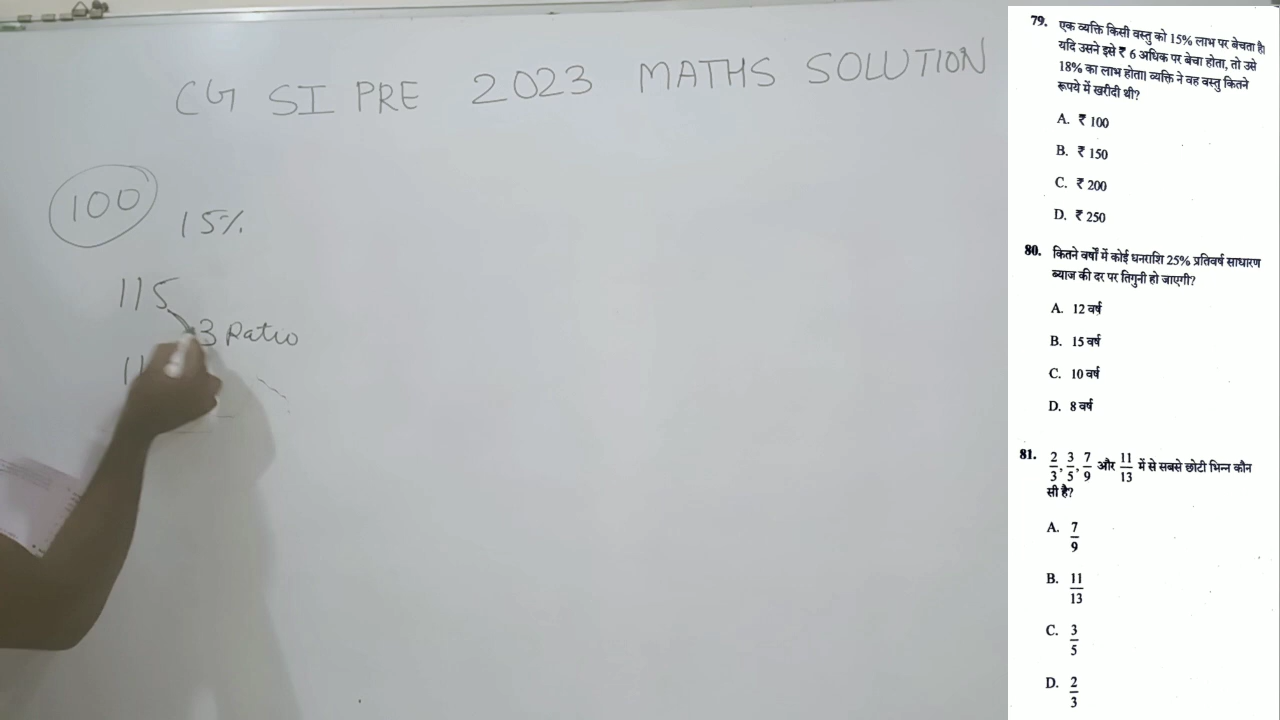 CG SI PRE 2023 MATHS SOLUTION
100
15%
115
3 Ratio
11
79. एक व्यक्ति किसी वस्तु को 15% लाभ पर बेचता है।
यदि उसने इसे ₹ 6 अधिक पर बेचा होता, तो उसे
18% का लाभ होता। व्यक्ति ने वह वस्तु कितने
रूपये में खरीदी थी?
A. ₹ 100
B. ₹ 150
C. ₹ 200
D. ₹ 250
80. कितने वर्षों में कोई धनराशि 25% प्रतिवर्ष साधारण
ब्याज की दर पर तिगुनी हो जाएगी?
A. 12 वर्ष
B. 15 वर्ष
C. 10 वर्ष
D. 8 वर्ष
81. 2/3, 3/5, 7/9 और 11/13 में से सबसे छोटी भिन्न कौन
सी है?
A. 7/9
B. 11/13
C. 3/5
D. 2/3